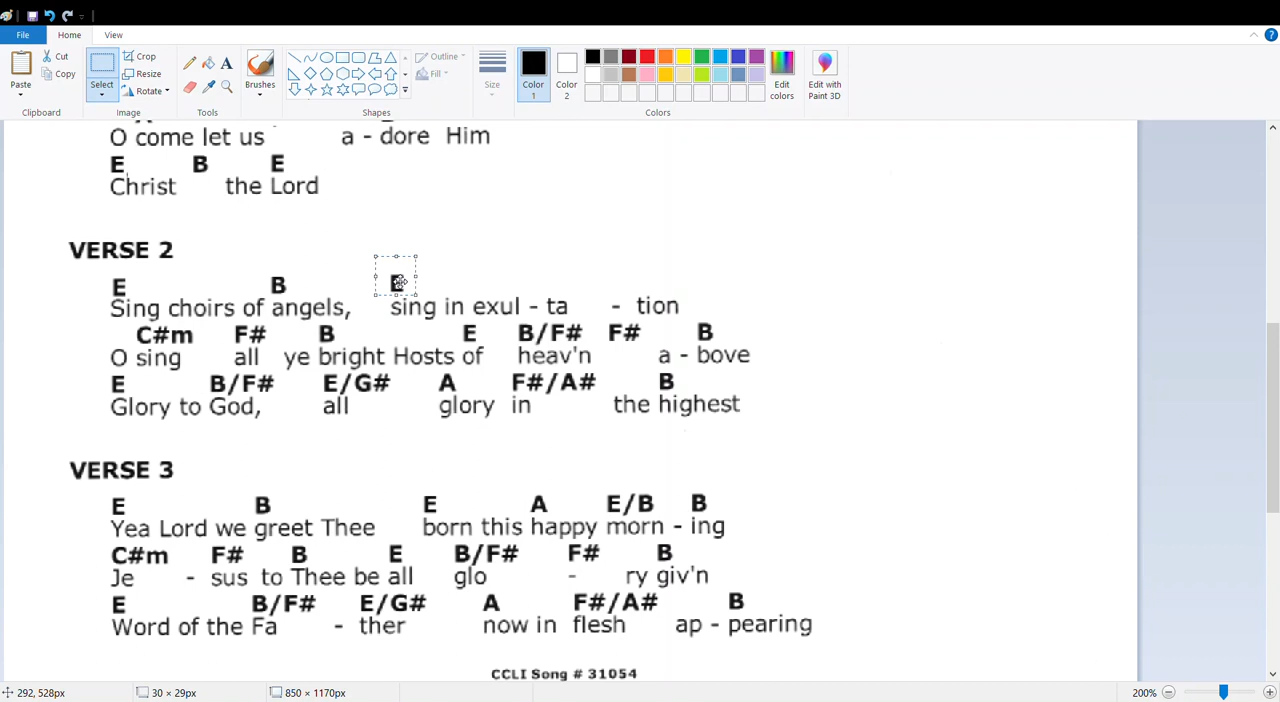 File Home View
Paste Cut Copy Clipboard
Select Crop Resize Rotate Image
Brushes Tools
Outline Fill Shapes
Size
Color 1 Color 2 Edit colors Colors
Edit with Paint 3D
O come let us a - dore Him
E B E
Christ the Lord
VERSE 2
E B E
Sing choirs of angels, sing in exul - ta - tion
C#m F# B E B/F# F# B
O sing all ye bright Hosts of heav'n a - bove
E B/F# E/G# A F#/A# B
Glory to God, all glory in the highest
VERSE 3
E B E A E/B B
Yea Lord we greet Thee born this happy morn - ing
C#m F# B E B/F# F# B
Je - sus to Thee be all glo - ry giv'n
E B/F# E/G# A F#/A# B
Word of the Fa - ther now in flesh ap - pearing
CCLI Song # 31054
292, 528px 30 × 29px 850 × 1170px 200%